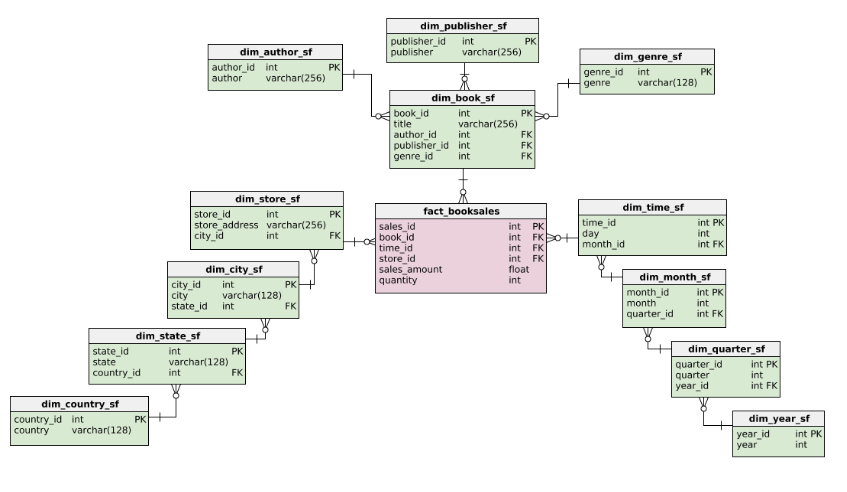 dim_publisher_sf
publisher_id int PK
publisher varchar(256)
dim_author_sf
author_id int PK
author varchar(256)
dim_genre_sf
genre_id int PK
genre varchar(128)
dim_book_sf
book_id int PK
title varchar(256)
author_id int FK
publisher_id int FK
genre_id int FK
dim_store_sf
store_id int PK
store_address varchar(256)
city_id int FK
fact_booksales
sales_id int PK
book_id int FK
time_id int FK
store_id int FK
sales_amount float
quantity int
dim_time_sf
time_id int PK
day int
month_id int FK
dim_city_sf
city_id int PK
city varchar(128)
state_id int FK
dim_month_sf
month_id int PK
month int
quarter_id int FK
dim_state_sf
state_id int PK
state varchar(128)
country_id int FK
dim_quarter_sf
quarter_id int PK
quarter int
year_id int FK
dim_country_sf
country_id int PK
country varchar(128)
dim_year_sf
year_id int PK
year int